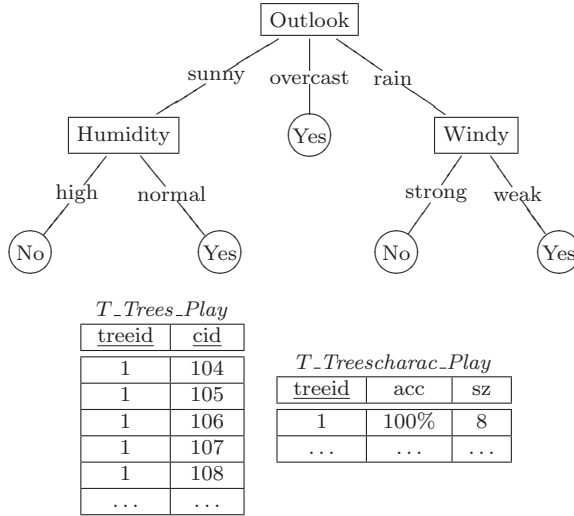 Outlook
sunny overcast rain
Humidity Yes Windy
high normal strong weak
No Yes No Yes
T_Trees_Play
treeid cid
1 104
1 105
1 106
1 107
1 108
... ...
T_Treescharac_Play
treeid acc sz
1 100% 8
... ... ...